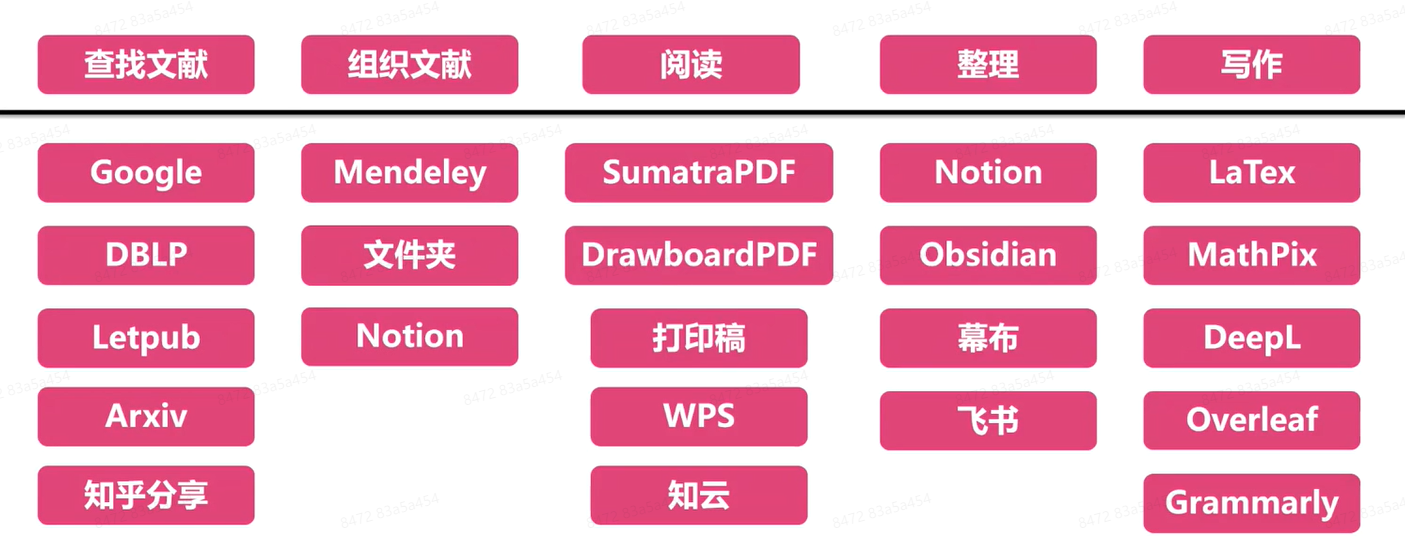 查找文献 组织文献 阅读 整理 写作
Google Mendeley SumatraPDF Notion LaTex
DBLP 文件夹 DrawboardPDF Obsidian MathPix
Letpub Notion 打印稿 幕布 DeepL
Arxiv WPS 飞书 Overleaf
知乎分享 知云 Grammarly
8472 83a5a454